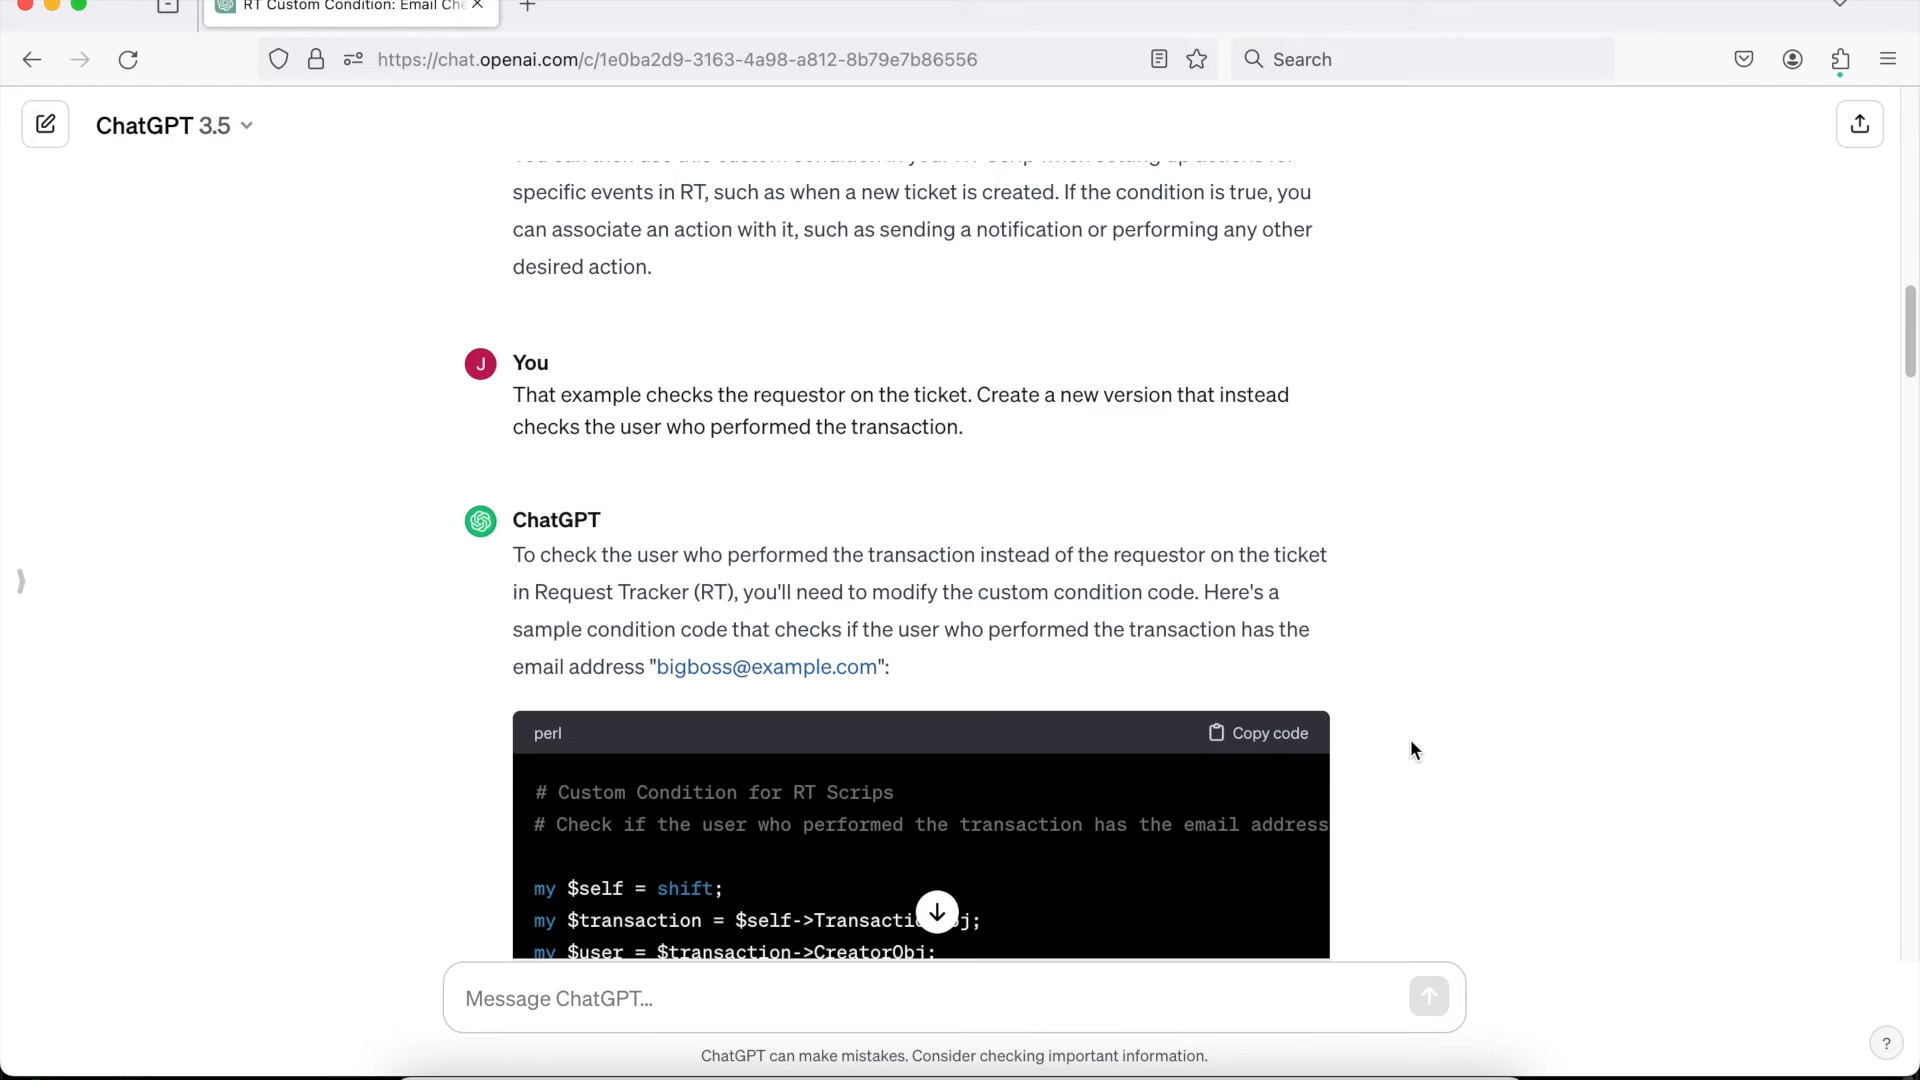 RT Custom Condition: Email Che
https://chat.openai.com/c/1e0ba2d9-3163-4a98-a812-8b79e7b86556
Search
ChatGPT 3.5
specific events in RT, such as when a new ticket is created. If the condition is true, you
can associate an action with it, such as sending a notification or performing any other
desired action.
J
You
That example checks the requestor on the ticket. Create a new version that instead
checks the user who performed the transaction.
ChatGPT
To check the user who performed the transaction instead of the requestor on the ticket
in Request Tracker (RT), you'll need to modify the custom condition code. Here's a
sample condition code that checks if the user who performed the transaction has the
email address "bigboss@example.com":
perl
Copy code
# Custom Condition for RT Scrips
# Check if the user who performed the transaction has the email address
my $self = shift;
my $transaction = $self->Transacti j;
my $user = $transaction->CreatorObj;
Message ChatGPT...
ChatGPT can make mistakes. Consider checking important information.
?